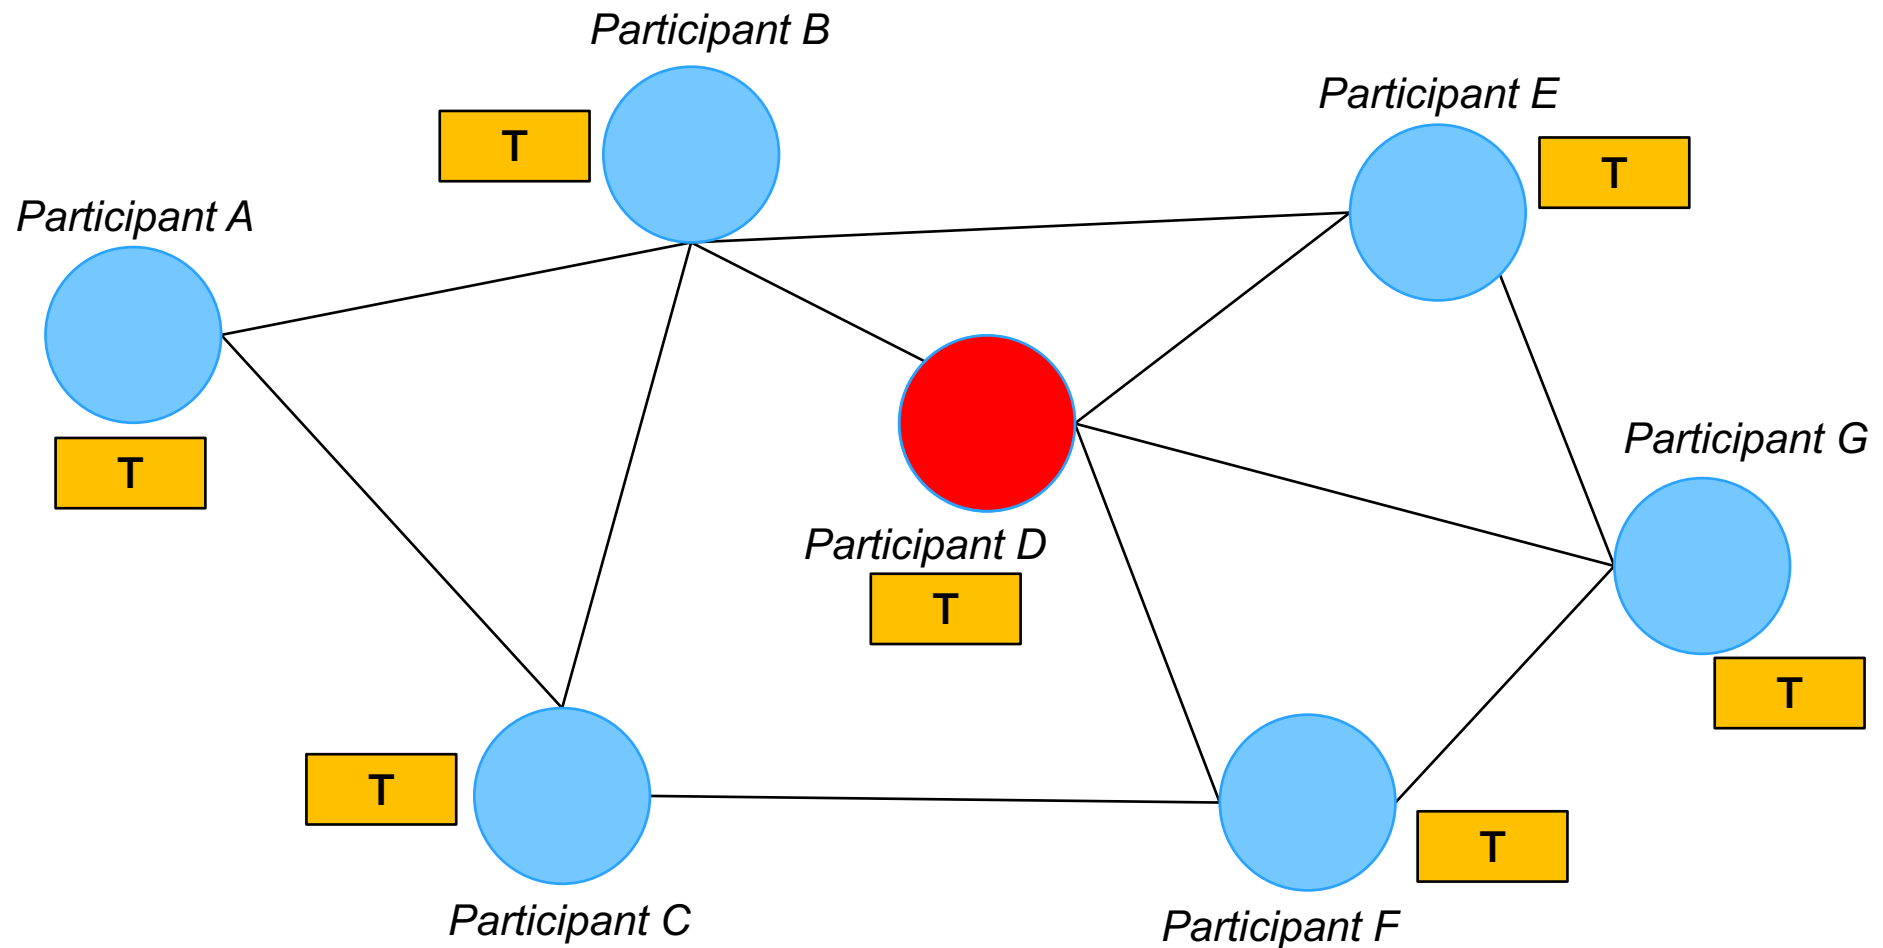 Participant B
Participant E
T
T
Participant A
T
Participant G
Participant D
T
T
T
T
Participant C
Participant F